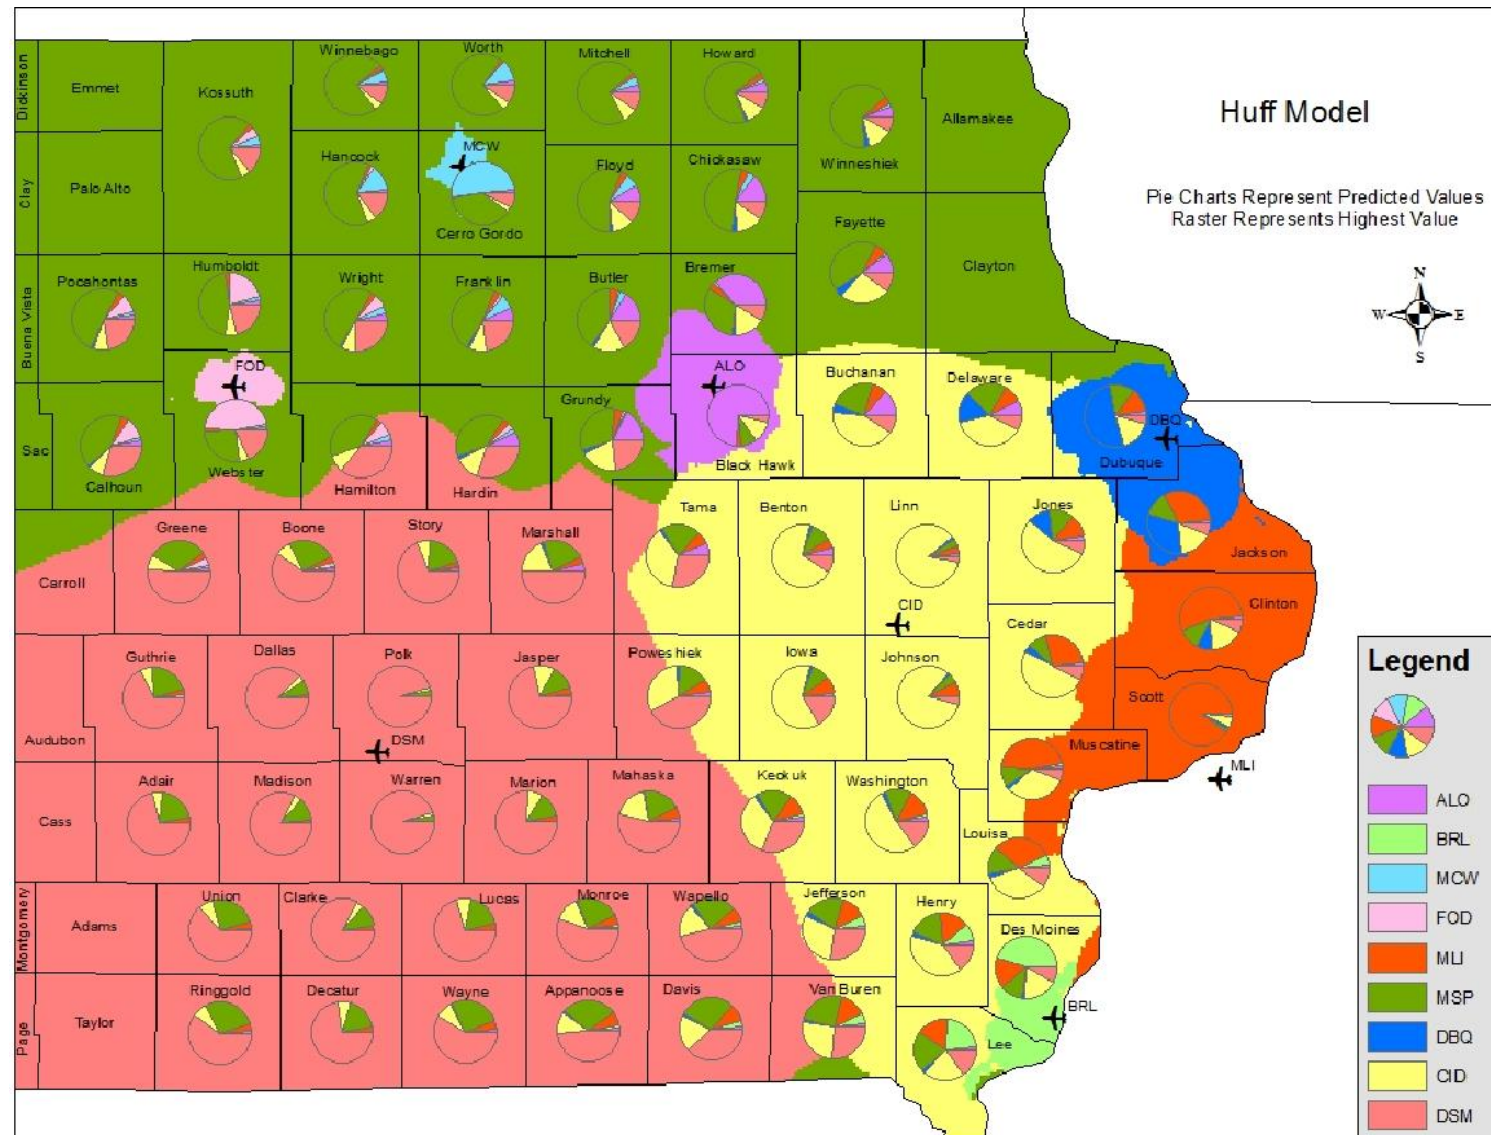 Huff Model
Pie Charts Represent Predicted Values
Raster Represents Highest Value
N
W
E
S
Dickinson
Emmet
Kossuth
Winnebago
Worth
Mitchell
Howard
Winneshiek
Allamakee
Clay
Palo Alto
Hancock
MCW
Cerro Gordo
Floyd
Chickasaw
Fayette
Clayton
Buena Vista
Pocahontas
Humboldt
Wright
Franklin
Butler
Bremer
FOD
ALO
Buchanan
Delaware
DBQ
Dubuque
Sac
Calhoun
Webster
Hamilton
Hardin
Grundy
Black Hawk
Carroll
Greene
Boone
Story
Marshall
Tama
Benton
Linn
Jones
Jackson
CID
Cedar
Clinton
Audubon
Guthrie
Dallas
Polk
Jasper
Poweshiek
Iowa
Johnson
Scott
DSM
Muscatine
MLI
Cass
Adair
Madison
Warren
Marion
Mahaska
Keokuk
Washington
Louisa
Montgomery
Adams
Union
Clarke
Lucas
Monroe
Wapello
Jefferson
Henry
Des Moines
Page
Taylor
Ringgold
Decatur
Wayne
Appanoose
Davis
Van Buren
Lee
BRL
Legend
ALO
BRL
MCW
FOD
MLI
MSP
DBQ
CID
DSM